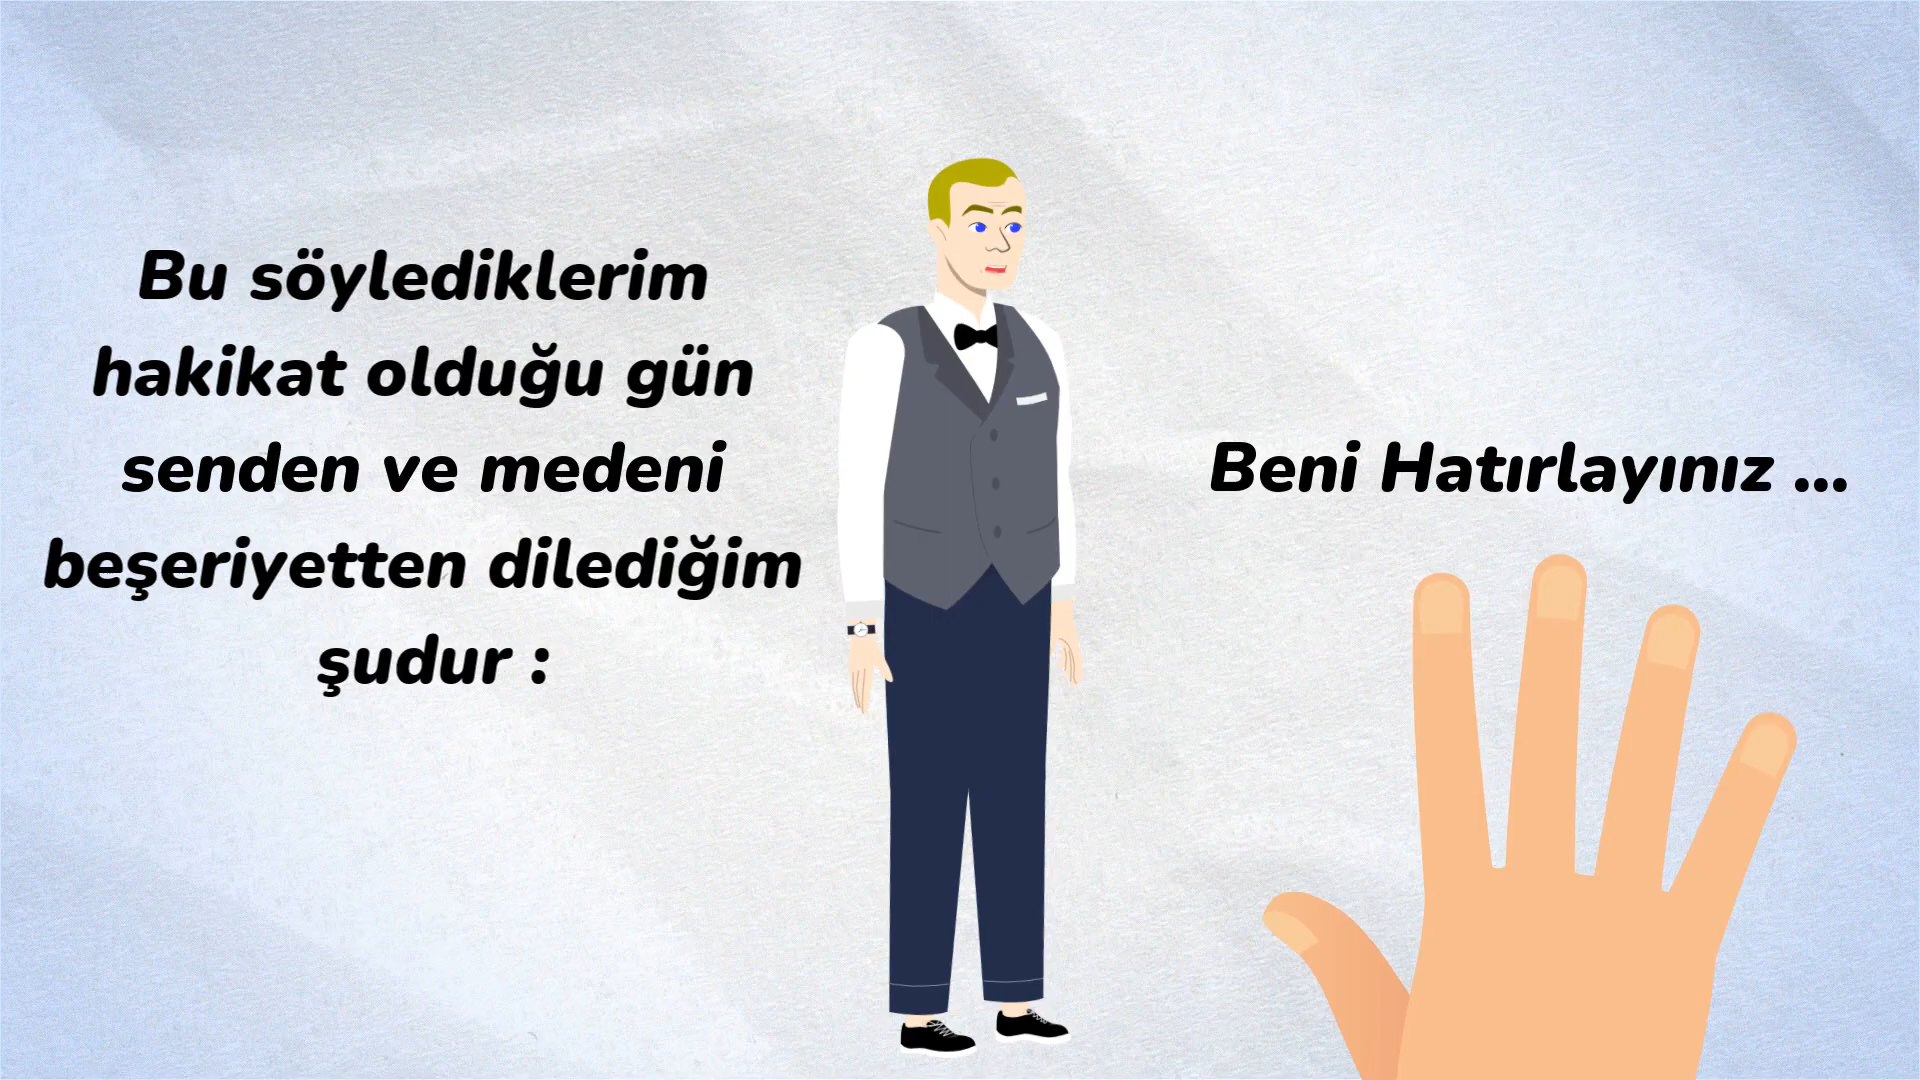 Bu söylediklerim
hakikat olduğu gün
senden ve medeni
beşeriyetten dilediğim
şudur :
Beni Hatırlayınız ...